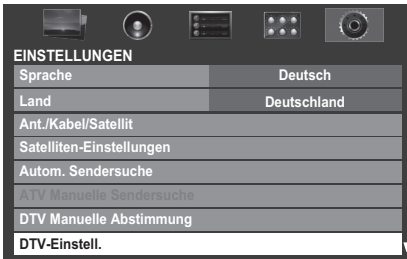 EINSTELLUNGEN
Sprache Deutsch
Land Deutschland
Ant./Kabel/Satellit
Satelliten-Einstellungen
Autom. Sendersuche
ATV Manuelle Sendersuche
DTV Manuelle Abstimmung
DTV-Einstell.